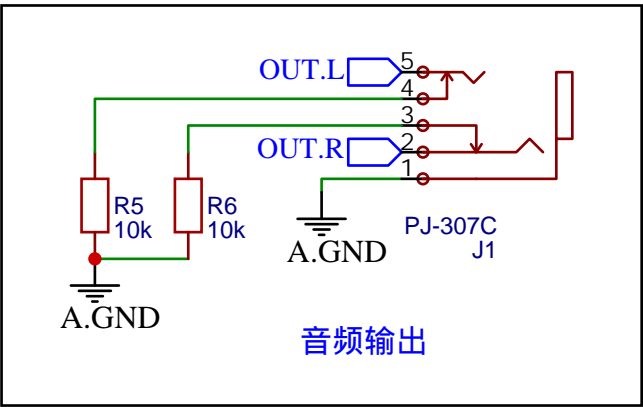 OUT.L
5
4
3
OUT.R
2
1
R5
10k
R6
10k
A.GND
PJ-307C
J1
A.GND
音频输出